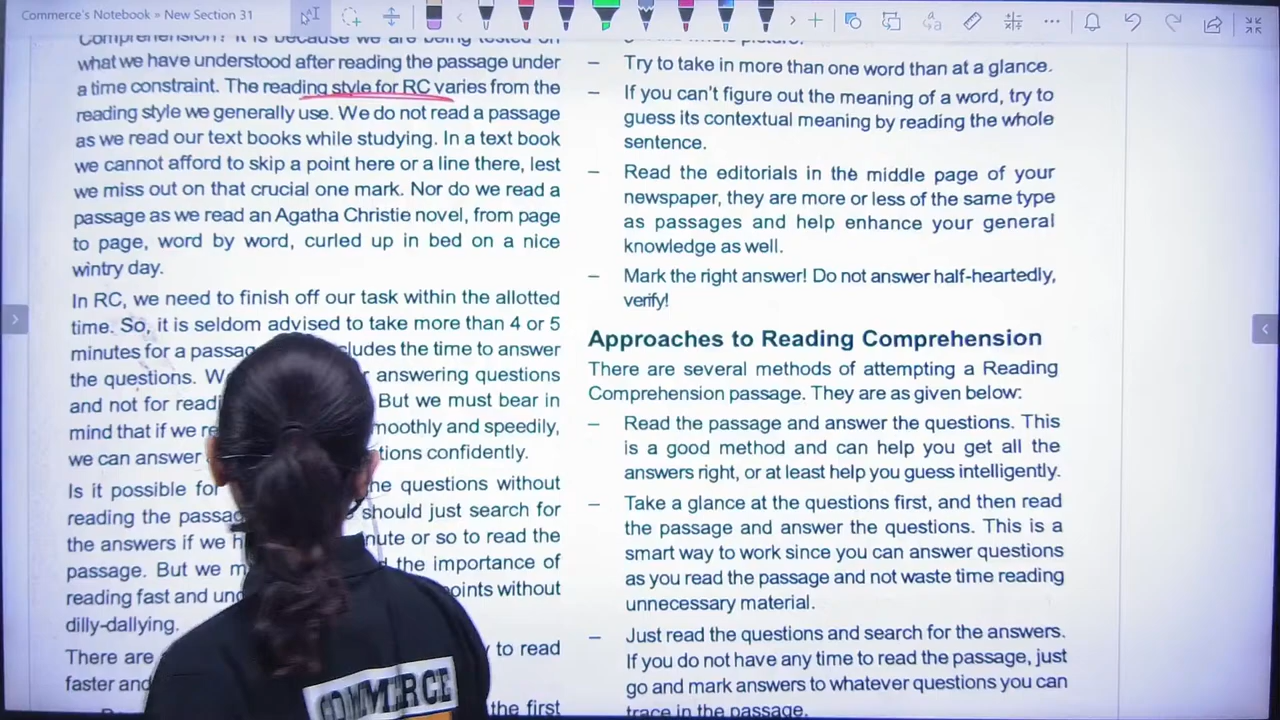 Commerce's Notebook » New Section 31
Comprehension? It is because we are being tested on
what we have understood after reading the passage under
a time constraint. The reading style for RC varies from the
reading style we generally use. We do not read a passage
as we read our text books while studying. In a text book
we cannot afford to skip a point here or a line there, lest
we miss out on that crucial one mark. Nor do we read a
passage as we read an Agatha Christie novel, from page
to page, word by word, curled up in bed on a nice
wintry day.
In RC, we need to finish off our task within the allotted
time. So, it is seldom advised to take more than 4 or 5
minutes for a passa cludes the time to answer
the questions. W answering questions
and not for readi But we must bear in
mind that if we re moothly and speedily,
we can answer tions confidently.
Is it possible for he questions without
reading the passa should just search for
the answers if we h nute or so to read the
passage. But we m d the importance of
reading fast and und points without
dilly-dallying.
There are y to read
faster and
the first
Try to take in more than one word than at a glance.
– If you can't figure out the meaning of a word, try to
guess its contextual meaning by reading the whole
sentence.
– Read the editorials in the middle page of your
newspaper, they are more or less of the same type
as passages and help enhance your general
knowledge as well.
– Mark the right answer! Do not answer half-heartedly,
verify!
Approaches to Reading Comprehension
There are several methods of attempting a Reading
Comprehension passage. They are as given below:
– Read the passage and answer the questions. This
is a good method and can help you get all the
answers right, or at least help you guess intelligently.
– Take a glance at the questions first, and then read
the passage and answer the questions. This is a
smart way to work since you can answer questions
as you read the passage and not waste time reading
unnecessary material.
– Just read the questions and search for the answers.
If you do not have any time to read the passage, just
go and mark answers to whatever questions you can
trace in the passage.
COMMERCE